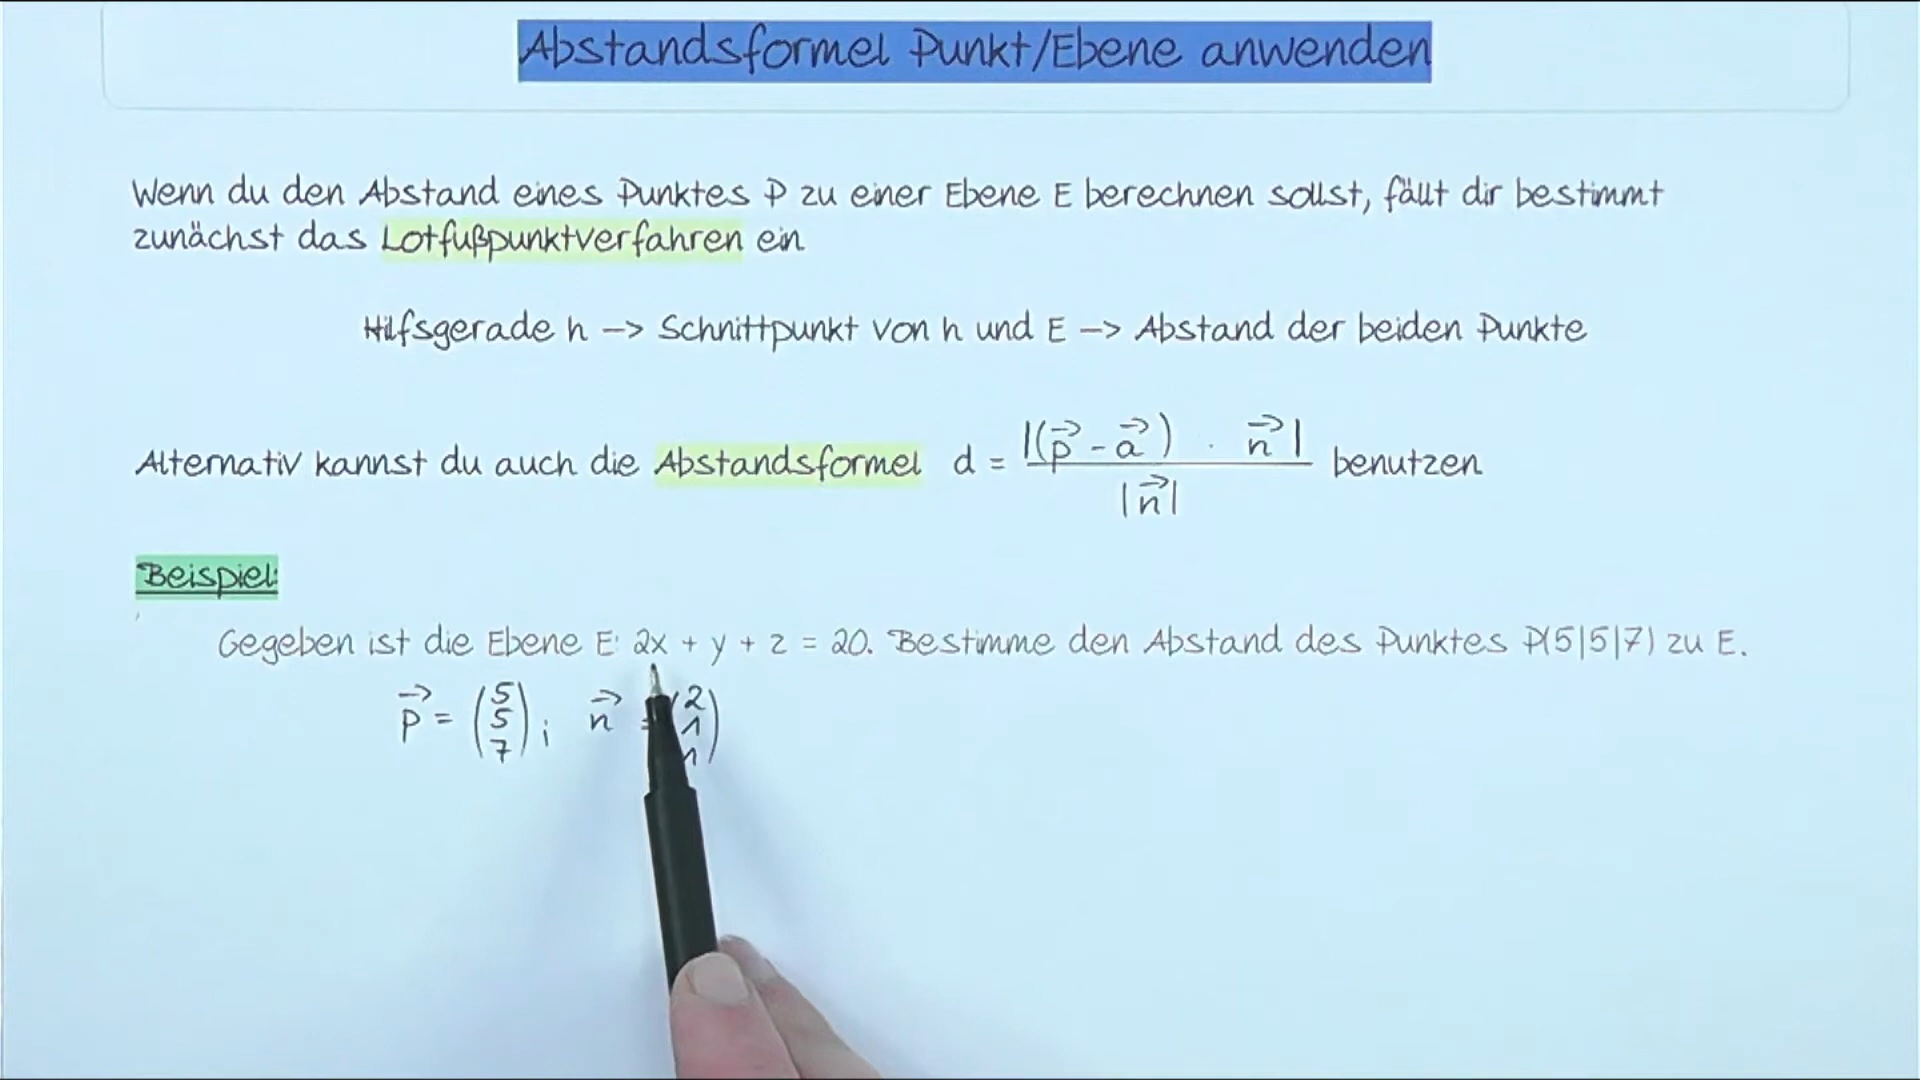 Abstandsformel Punkt/Ebene anwenden
Wenn du den Abstand eines Punktes P zu einer Ebene E berechnen sollst, fällt dir bestimmt
zunächst das Lotfußpunktverfahren ein
Hilfsgerade h -> Schnittpunkt von h und E -> Abstand der beiden Punkte
Alternativ kannst du auch die Abstandsformel d = |(p⃗ - a⃗) · n⃗| / |n⃗| benutzen
Beispiel:
Gegeben ist die Ebene E: 2x + y + z = 20. Bestimme den Abstand des Punktes P(5|5|7) zu E.
p⃗ = (5 5 7); n⃗ = (2 1 1)